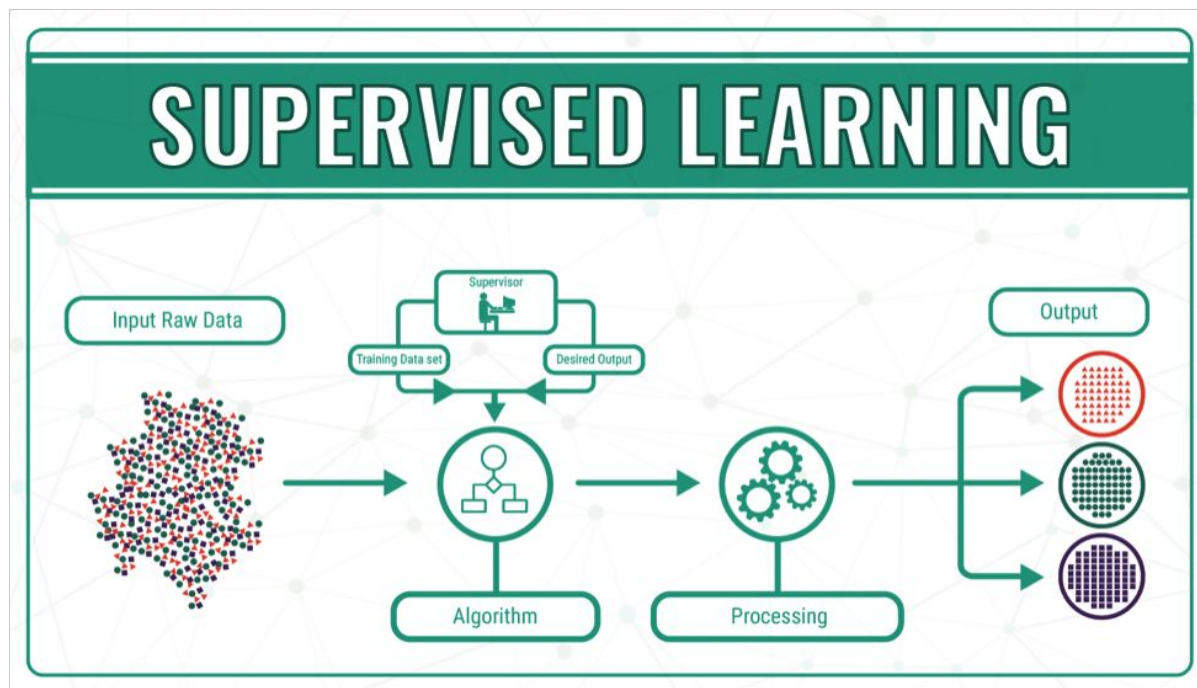 SUPERVISED LEARNING
Input Raw Data
Supervisor
Training Data set
Desired Output
Algorithm
Processing
Output